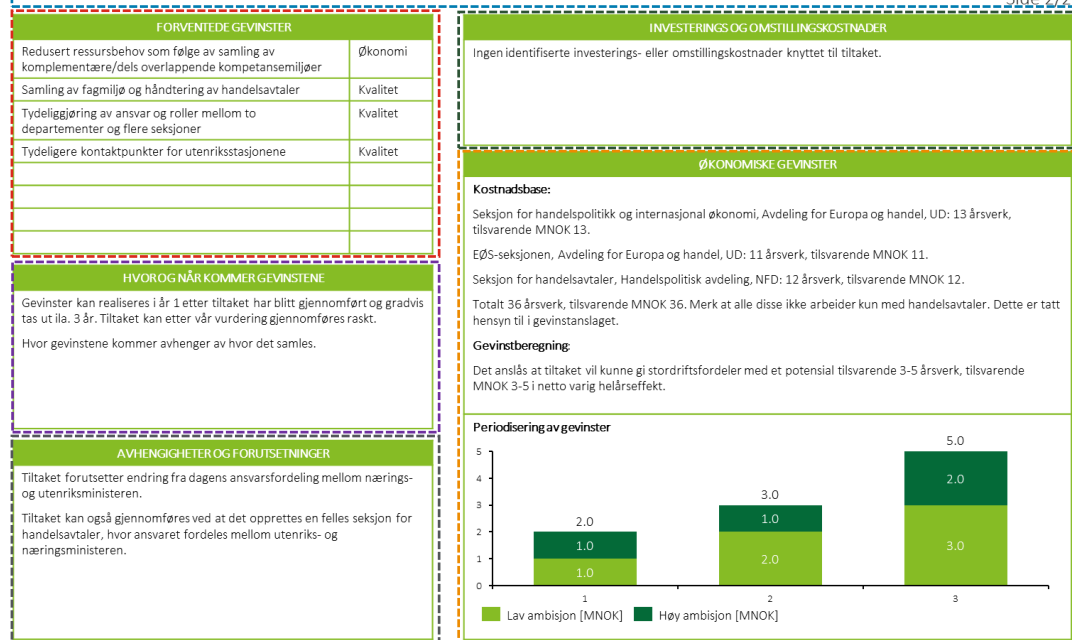 Side 2/2
FORVENTEDE GEVINSTER
Redusert ressursbehov som følge av samling av
komplementære/dels overlappende kompetansemiljøer
Økonomi
Samling av fagmiljø og håndtering av handelsavtaler
Kvalitet
Tydeliggjøring av ansvar og roller mellom to
departementer og flere seksjoner
Kvalitet
Tydeligere kontaktpunkter for utenriksstasjonene
Kvalitet
HVOR OG NÅR KOMMER GEVINSTENE
Gevinster kan realiseres i år 1 etter tiltaket har blitt gjennomført og gradvis
tas ut ila. 3 år. Tiltaket kan etter vår vurdering gjennomføres raskt.
Hvor gevinstene kommer avhenger av hvor det samles.
AVHENGIGHETER OG FORUTSETNINGER
Tiltaket forutsetter endring fra dagens ansvarsfordeling mellom nærings-
og utenriksministeren.
Tiltaket kan også gjennomføres ved at det opprettes en felles seksjon for
handelsavtaler, hvor ansvaret fordeles mellom utenriks- og
næringsministeren.
INVESTERINGS OG OMSTILLINGSKOSTNADER
Ingen identifiserte investerings- eller omstillingskostnader knyttet til tiltaket.
ØKONOMISKE GEVINSTER
Kostnadsbase:
Seksjon for handelspolitikk og internasjonal økonomi, Avdeling for Europa og handel, UD: 13 årsverk,
tilsvarende MNOK 13.
EØS-seksjonen, Avdeling for Europa og handel, UD: 11 årsverk, tilsvarende MNOK 11.
Seksjon for handelsavtaler, Handelspolitisk avdeling, NFD: 12 årsverk, tilsvarende MNOK 12.
Totalt 36 årsverk, tilsvarende MNOK 36. Merk at alle disse ikke arbeider kun med handelsavtaler. Dette er tatt
hensyn til i gevinstanslaget.
Gevinstberegning:
Det anslås at tiltaket vil kunne gi stordriftsfordeler med et potensial tilsvarende 3-5 årsverk, tilsvarende
MNOK 3-5 i netto varig helårseffekt.
Periodisering av gevinster
5
4
3
2
1
0
2.0
1.0
1.0
3.0
1.0
2.0
5.0
2.0
3.0
1
2
3
Lav ambisjon [MNOK]
Høy ambisjon [MNOK]